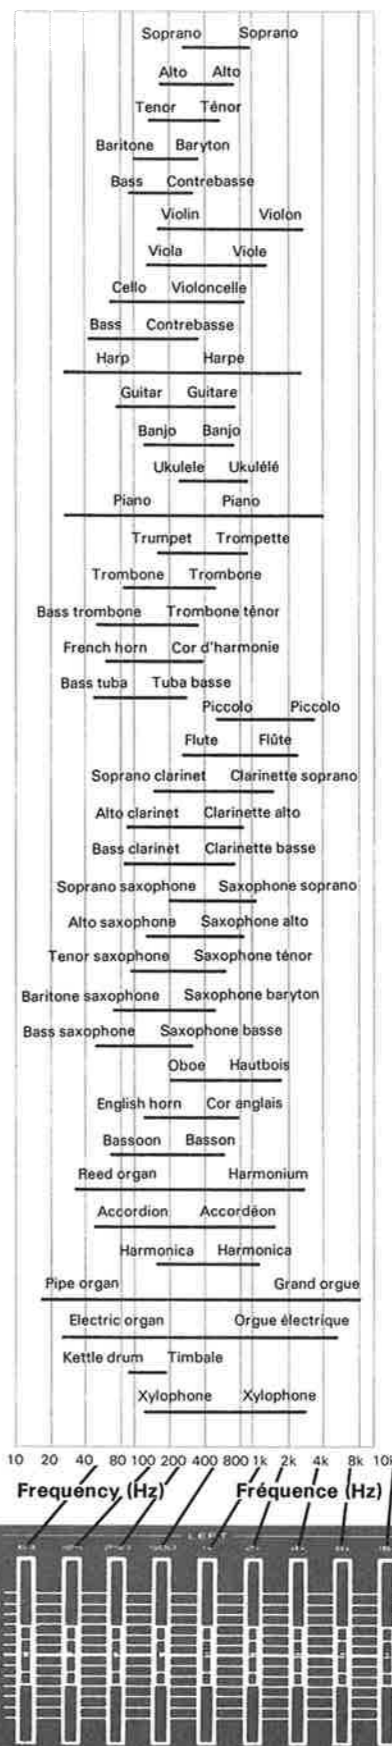 Soprano Soprano
Alto Alto
Tenor Ténor
Baritone Baryton
Bass Contrebasse
Violin Violon
Viola Viole
Cello Violoncelle
Bass Contrebasse
Harp Harpe
Guitar Guitare
Banjo Banjo
Ukulele Ukulélé
Piano Piano
Trumpet Trompette
Trombone Trombone
Bass trombone Trombone ténor
French horn Cor d'harmonie
Bass tuba Tuba basse
Piccolo Piccolo
Flute Flûte
Soprano clarinet Clarinette soprano
Alto clarinet Clarinette alto
Bass clarinet Clarinette basse
Soprano saxophone Saxophone soprano
Alto saxophone Saxophone alto
Tenor saxophone Saxophone ténor
Baritone saxophone Saxophone baryton
Bass saxophone Saxophone basse
Oboe Hautbois
English horn Cor anglais
Bassoon Basson
Reed organ Harmonium
Accordion Accordéon
Harmonica Harmonica
Pipe organ Grand orgue
Electric organ Orgue électrique
Kettle drum Timbale
Xylophone Xylophone
10 20 40 80 100 200 400 800 1k 2k 4k 8k 10k
Frequency (Hz) Fréquence (Hz)
LEFT